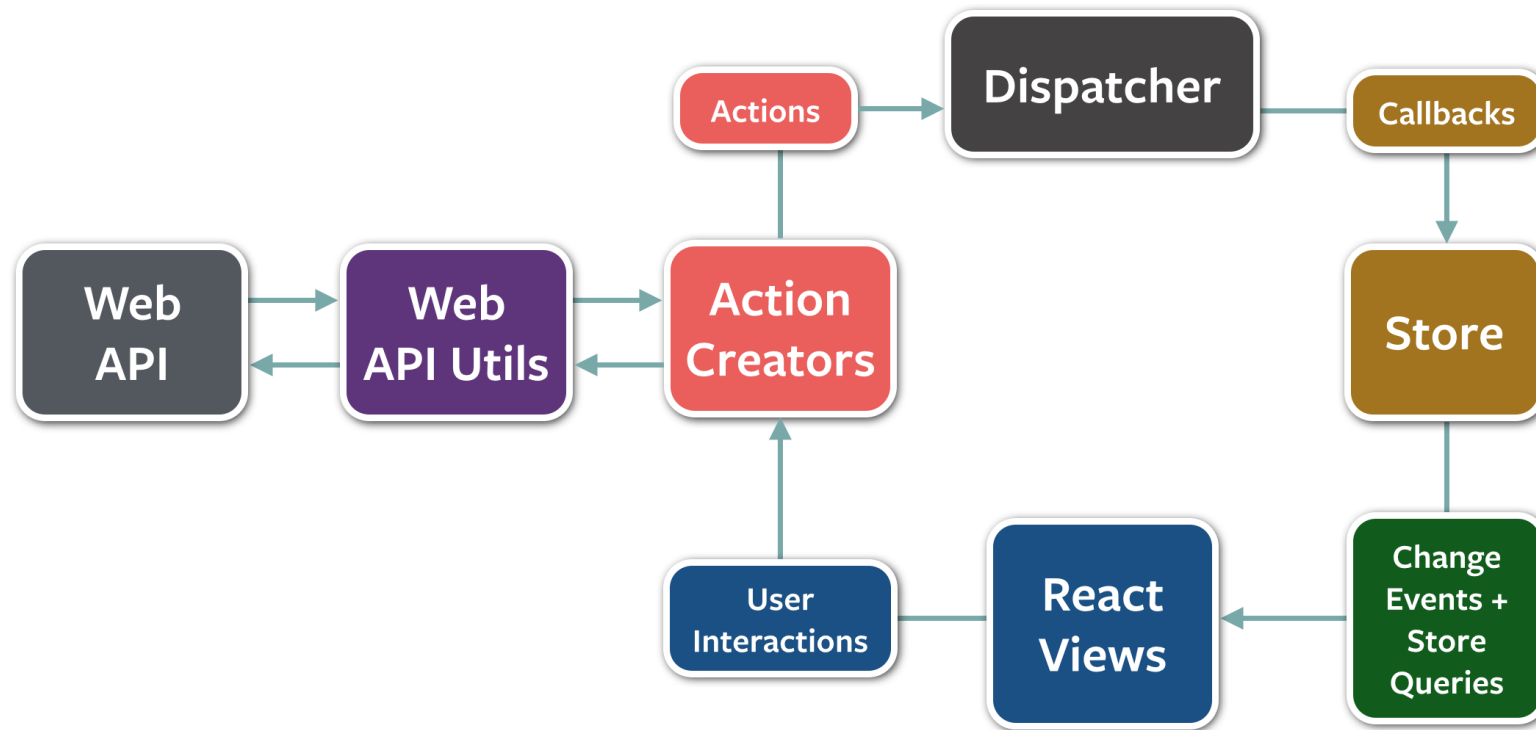 Dispatcher
Actions
Callbacks
Web
API
Web
API Utils
Action
Creators
Store
User
Interactions
React
Views
Change
Events +
Store
Queries